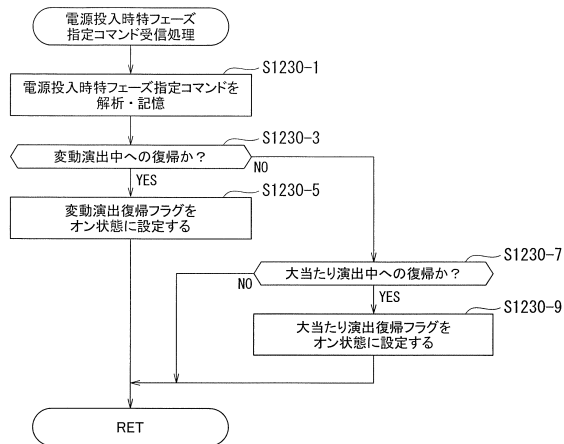 電源投入時特フェーズ
指定コマンド受信処理
S1230-1
電源投入時特フェーズ指定コマンドを
解析・記憶
S1230-3
変動演出中への復帰か？
NO
YES
S1230-5
変動演出復帰フラグを
オン状態に設定する
S1230-7
大当たり演出中への復帰か？
NO
YES
S1230-9
大当たり演出復帰フラグを
オン状態に設定する
RET